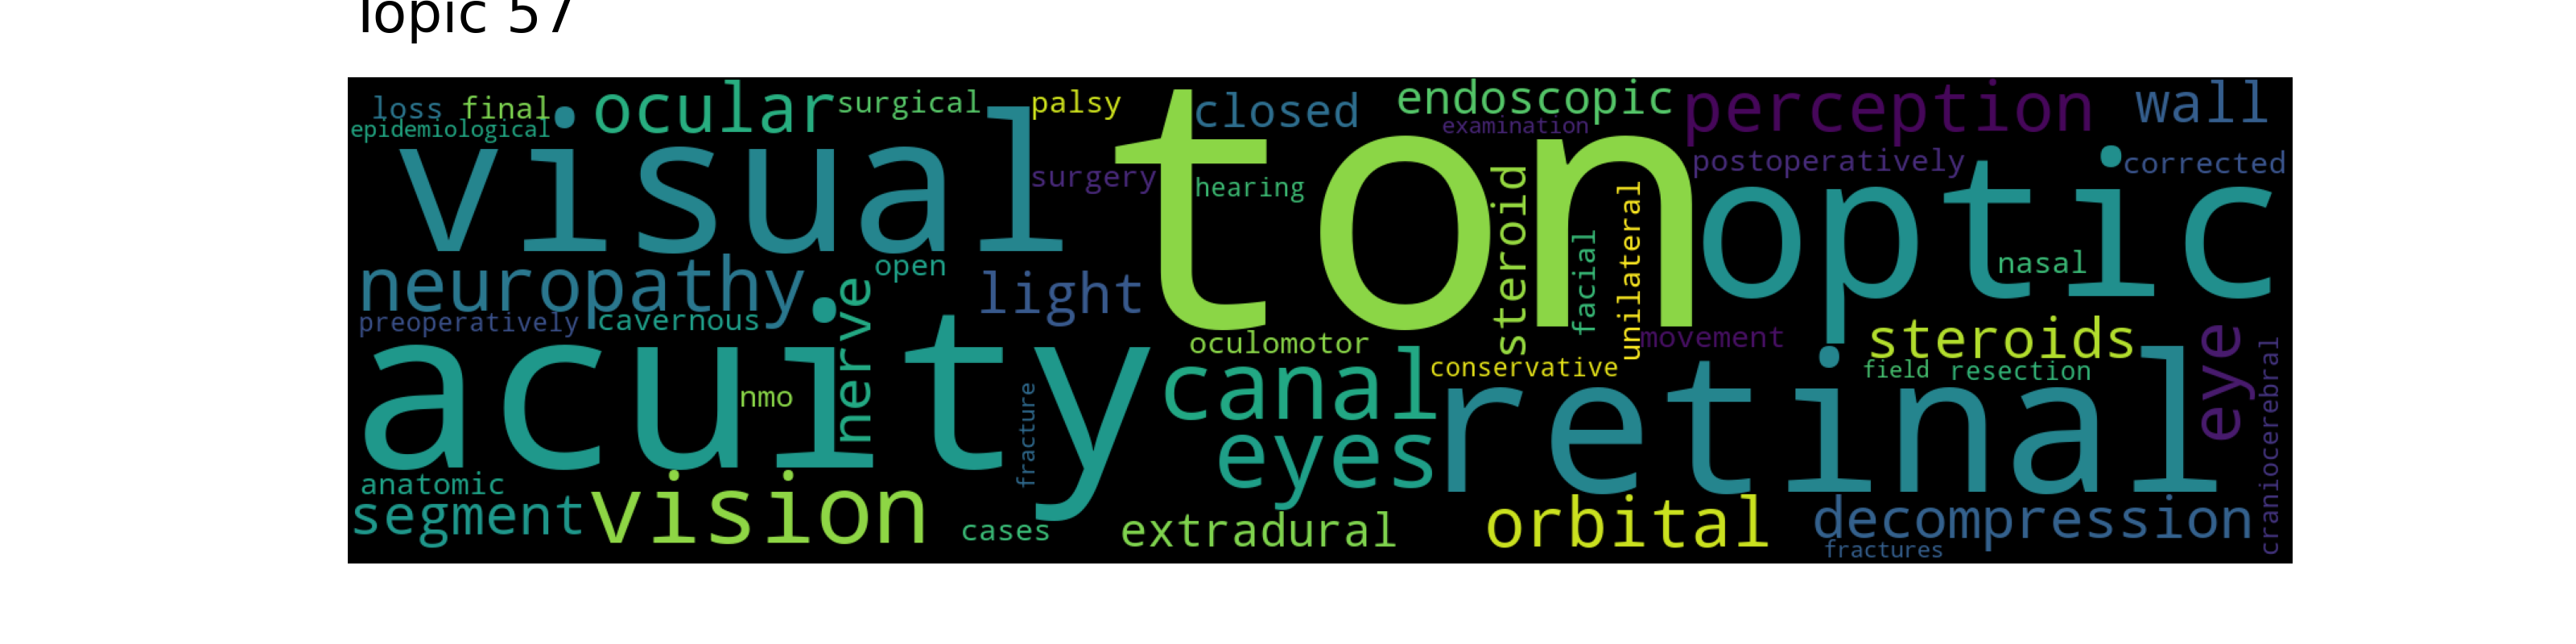 Topic 57
loss final ocular surgical palsy closed endoscopic perception wall
epidemiological examination
visual ton optic
surgery hearing postoperatively corrected
steroid facial unilateral
neuropathy open light nasal
preoperatively cavernous nerve oculomotor movement steroids
acuity canal conservative field resection eye
nmo fracture eyes retinal craniocerebral
anatomic
segment vision cases extradural orbital decompression
fractures